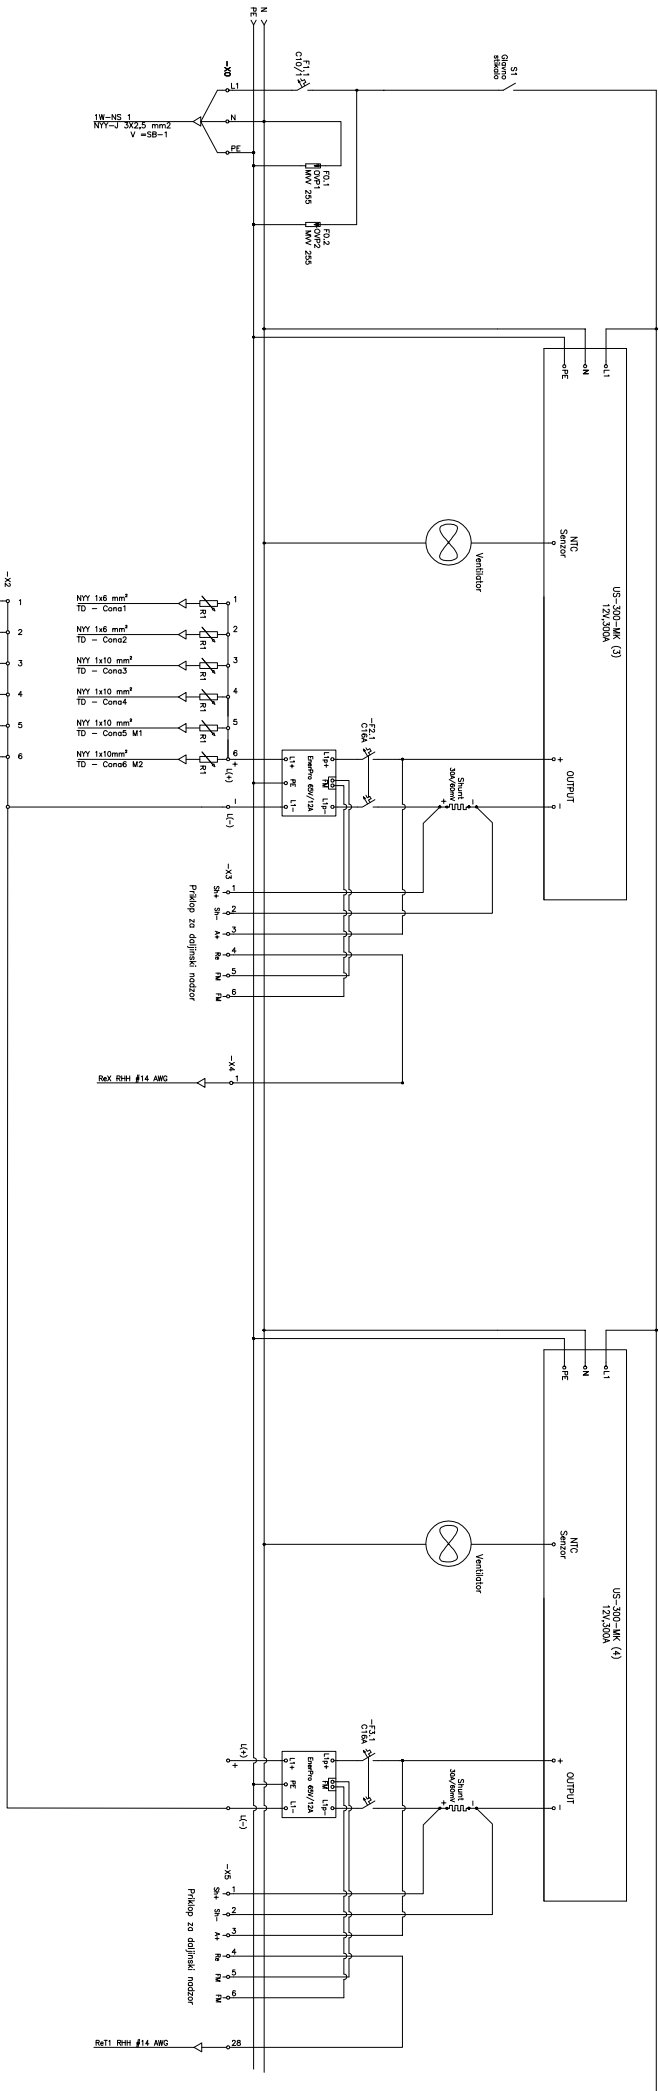 N
PE
S1
Glavno
stikalo
F1.1
C10/1
-X0
L1
N
PE
1W-NS 1
NYY-J 3X2,5 mm2
V =SB-1
F0.1
OVP1
MVV 255
F0.2
OVP2
MVV 255
L1
N
PE
US-300-MK (3)
12V,300A
NTC
Senzor
Ventilator
OUTPUT
+
-
Shunt
30A/60mV
+
-
-F2.1
C16A
L1p+
FM
L1p-
EnerPro 65V/12A
L1+
PE
L1-
L(+)
+
-
L(-)
1
2
3
4
5
6
R1
R1
R1
R1
R1
R1
NYY 1x6 mm²
TD - Cona1
NYY 1x6 mm²
TD - Cona2
NYY 1x10 mm²
TD - Cona3
NYY 1x10 mm²
TD - Cona4
NYY 1x10 mm²
TD - Cona5 M1
NYY 1x10mm²
TD - Cona6 M2
-X2
1
2
3
4
5
6
-X3
1
2
3
4
5
6
Sh+
Sh-
A+
Re
FM
FM
Priklop za daljinski nadzor
-X4
1
ReX RHH #14 AWG
L1
N
PE
US-300-MK (4)
12V,300A
NTC
Senzor
Ventilator
OUTPUT
+
-
Shunt
30A/60mV
+
-
-F3.1
C16A
L1p+
FM
L1p-
EnerPro 65V/12A
L1+
PE
L1-
L(+)
+
L(-)
-X5
1
2
3
4
5
6
Sh+
Sh-
A+
Re
FM
FM
Priklop za daljinski nadzor
28
ReT1 RHH #14 AWG